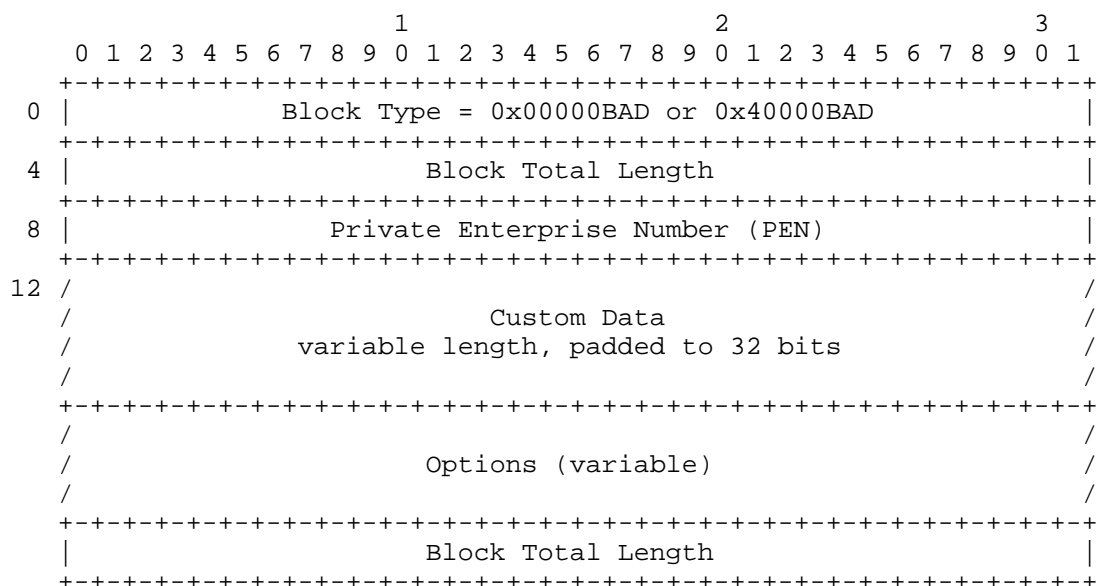 1                   2                   3
    0 1 2 3 4 5 6 7 8 9 0 1 2 3 4 5 6 7 8 9 0 1 2 3 4 5 6 7 8 9 0 1
   +-+-+-+-+-+-+-+-+-+-+-+-+-+-+-+-+-+-+-+-+-+-+-+-+-+-+-+-+-+-+-+-+
 0 |             Block Type = 0x00000BAD or 0x40000BAD             |
   +-+-+-+-+-+-+-+-+-+-+-+-+-+-+-+-+-+-+-+-+-+-+-+-+-+-+-+-+-+-+-+-+
 4 |                      Block Total Length                       |
   +-+-+-+-+-+-+-+-+-+-+-+-+-+-+-+-+-+-+-+-+-+-+-+-+-+-+-+-+-+-+-+-+
 8 |                Private Enterprise Number (PEN)                |
   +-+-+-+-+-+-+-+-+-+-+-+-+-+-+-+-+-+-+-+-+-+-+-+-+-+-+-+-+-+-+-+-+
12 /                                                               /
   /                          Custom Data                          /
   /              variable length, padded to 32 bits               /
   /                                                               /
   +-+-+-+-+-+-+-+-+-+-+-+-+-+-+-+-+-+-+-+-+-+-+-+-+-+-+-+-+-+-+-+-+
   /                                                               /
   /                      Options (variable)                       /
   /                                                               /
   +-+-+-+-+-+-+-+-+-+-+-+-+-+-+-+-+-+-+-+-+-+-+-+-+-+-+-+-+-+-+-+-+
   |                      Block Total Length                       |
   +-+-+-+-+-+-+-+-+-+-+-+-+-+-+-+-+-+-+-+-+-+-+-+-+-+-+-+-+-+-+-+-+